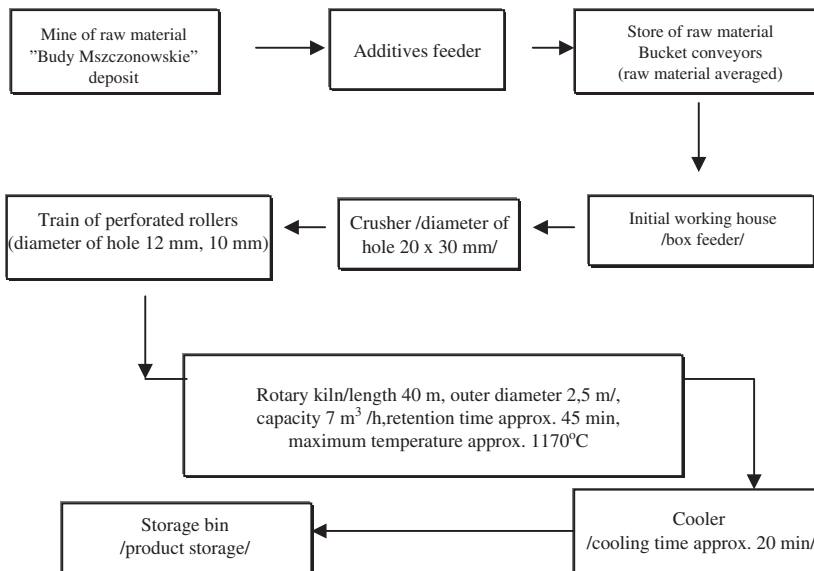 Mine of raw material
”Budy Mszczonowskie”
deposit
Additives feeder
Store of raw material
Bucket conveyors
(raw material averaged)
Initial working house
/box feeder/
Crusher /diameter of
hole 20 x 30 mm/
Train of perforated rollers
(diameter of hole 12 mm, 10 mm)
Rotary kiln/length 40 m, outer diameter 2,5 m/,
capacity 7 m³ /h,retention time approx. 45 min,
maximum temperature approx. 1170°C
Cooler
/cooling time approx. 20 min/
Storage bin
/product storage/